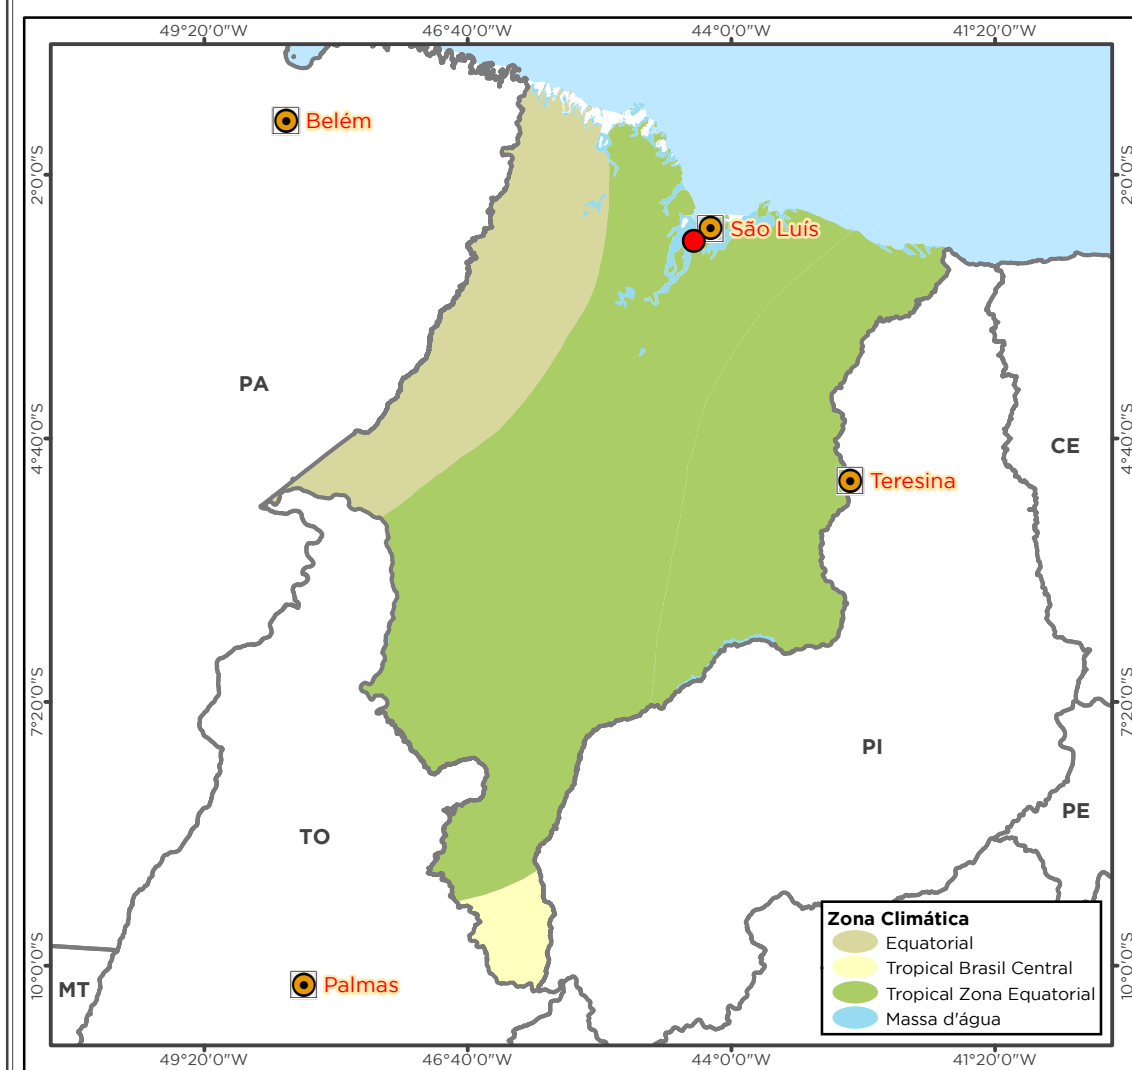 49°20'0"W 46°40'0"W 44°0'0"W 41°20'0"W
Belém
2°0'0"S 2°0'0"S
São Luís
PA
4°40'0"S 4°40'0"S
CE
Teresina
7°20'0"S 7°20'0"S
PI
PE
TO
Zona Climática
Equatorial
Tropical Brasil Central
Tropical Zona Equatorial
Massa d'água
10°0'0"S 10°0'0"S
MT
Palmas
49°20'0"W 46°40'0"W 44°0'0"W 41°20'0"W